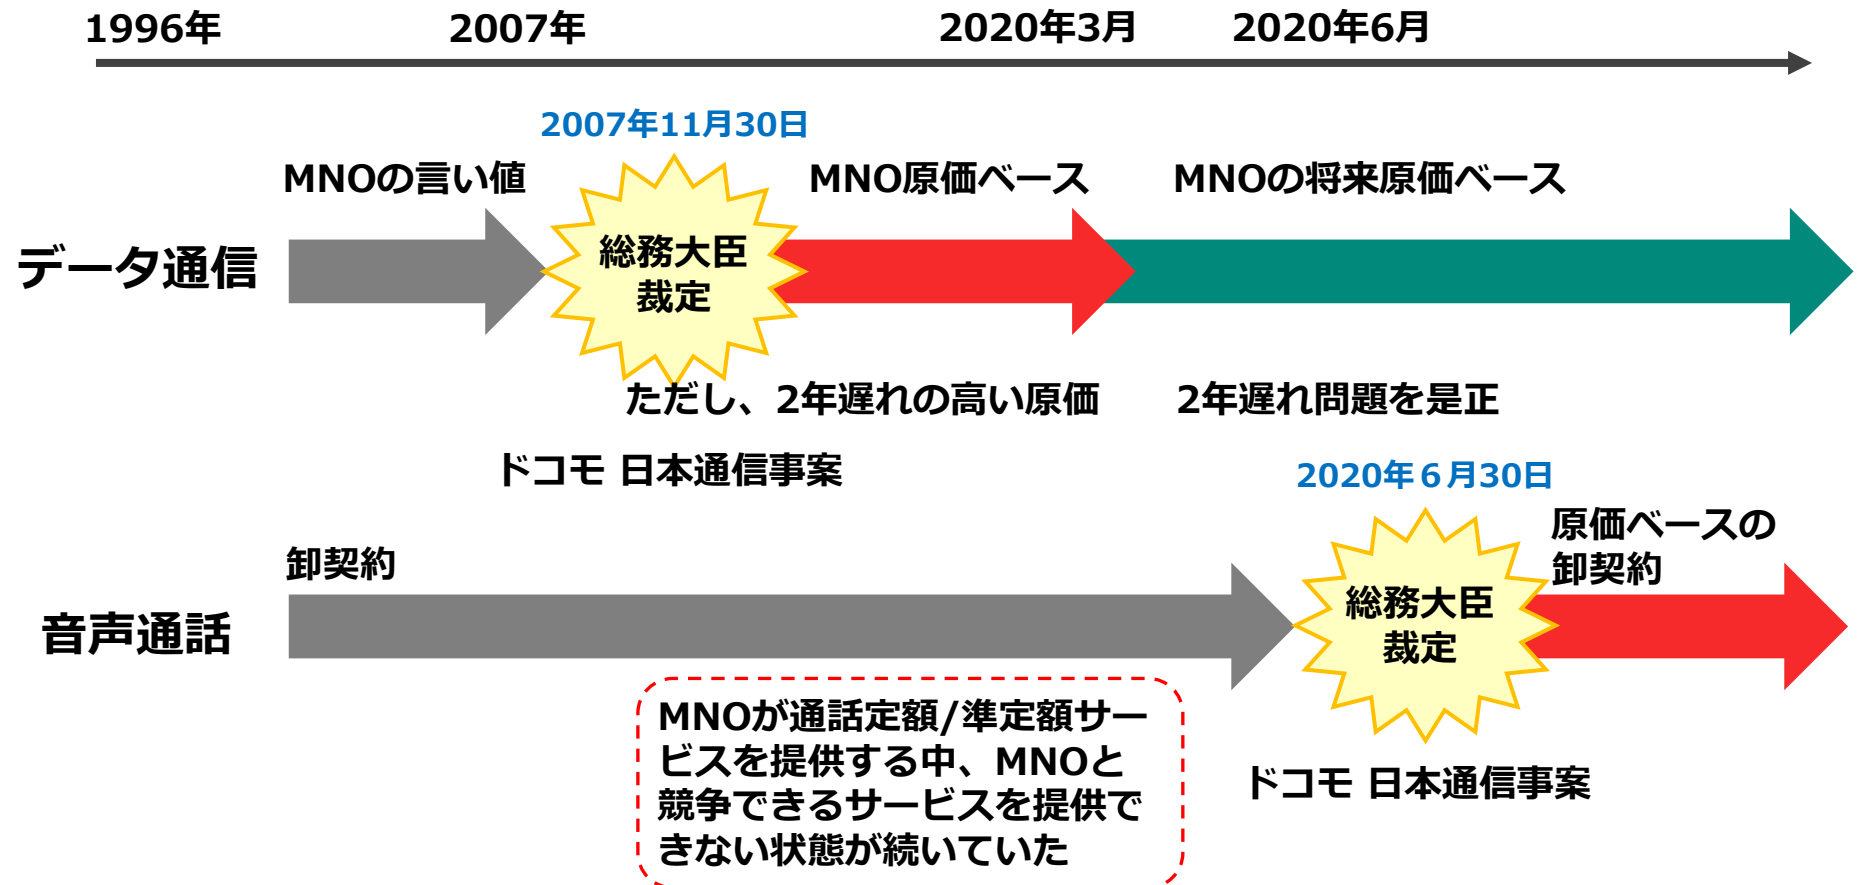 1996年
2007年
2020年3月
2020年6月
2007年11月30日
MNOの言い値
MNO原価ベース
MNOの将来原価ベース
データ通信
総務大臣
裁定
ただし、2年遅れの高い原価
2年遅れ問題を是正
ドコモ 日本通信事案
2020年６月30日
卸契約
原価ベースの
卸契約
音声通話
総務大臣
裁定
MNOが通話定額/準定額サー
ビスを提供する中、MNOと
競争できるサービスを提供で
きない状態が続いていた
ドコモ 日本通信事案